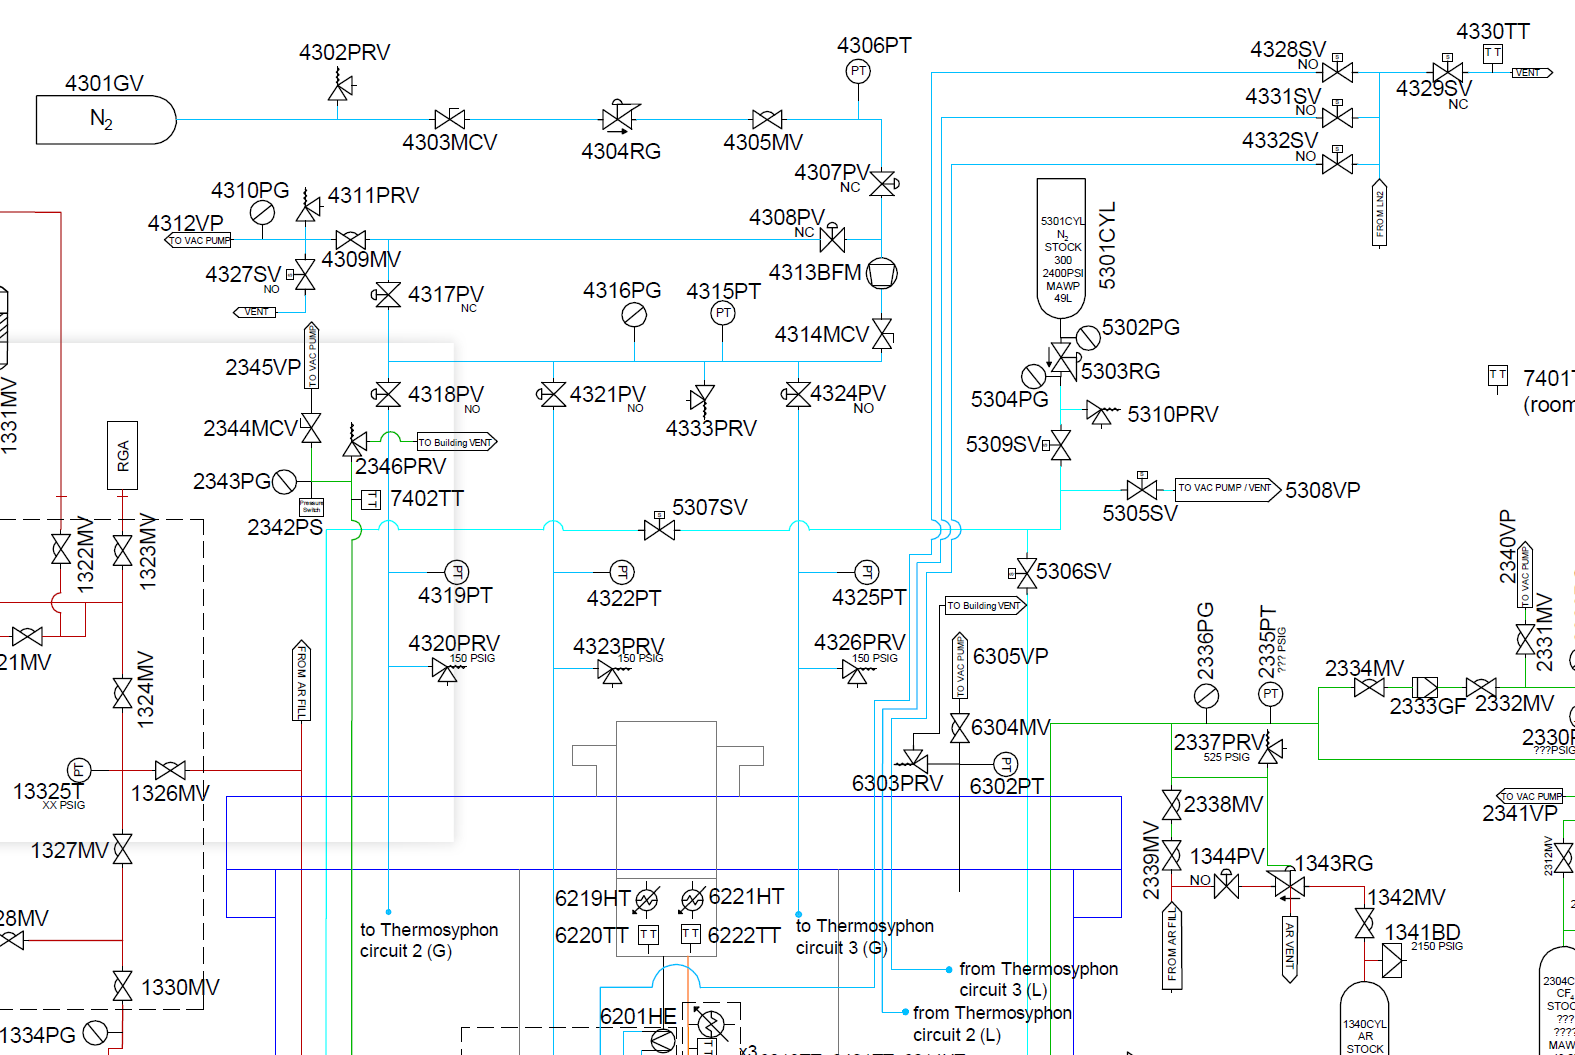 4302PRV
4301GV
N2
4303MCV
4304RG
4305MV
4306PT
PT
4307PV
NC
4308PV
NC
4310PG
4311PRV
4312VP
TO VAC PUMP
4309MV
4327SV
S
NO
VENT
4317PV
NC
4313BFM
4314MCV
4316PG
4315PT
PT
4328SV
S
NO
4331SV
S
NO
4332SV
S
NO
4329SV
S
NC
4330TT
T T
VENT
FROM LN2
5301CYL
N2
STOCK
300
2400PSI
MAWP
49L
5301CYL
5302PG
5303RG
5304PG
5310PRV
5309SV
S
TO VAC PUMP / VENT
5308VP
S
5305SV
T T
7401T
(room
2345VP
TO VAC PUMP
2344MCV
2343PG
Pressure
Switch
2342PS
2346PRV
TO Building VENT
T T
7402TT
4318PV
NO
4321PV
NO
4333PRV
4324PV
NO
5307SV
S
5306SV
S
1331MV
RGA
1322MV
1323MV
21MV
1324MV
PT
13325T
XX PSIG
1326MV
1327MV
28MV
1330MV
1334PG
FROM AR FILL
PT
4319PT
PT
4322PT
PT
4325PT
4320PRV
150 PSIG
4323PRV
150 PSIG
4326PRV
150 PSIG
TO Building VENT
TO VAC PUMP
6305VP
6304MV
6303PRV
PT
6302PT
2336PG
2335PT
??? PSIG
PT
2337PRV
525 PSIG
2334MV
2333GF
2332MV
2340VP
TO VAC PUMP
2331MV
2330P
???PSIG
TO VAC PUMP
2341VP
2312MV
2338MV
2339MV
1344PV
NO
1343RG
1342MV
1341BD
2150 PSIG
FROM AR FILL
AR VENT
1340CYL
AR
STOCK
2304C
CF4
STOC
???
????
MAW
6219HT
6221HT
6220TT
T T
T T
6222TT
to Thermosyphon
circuit 2 (G)
to Thermosyphon
circuit 3 (G)
from Thermosyphon
circuit 3 (L)
from Thermosyphon
circuit 2 (L)
6201HE
T T
x3